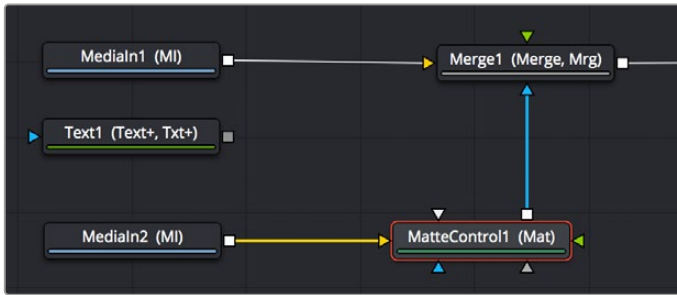 MediaIn1 (MI)
Merge1 (Merge, Mrg)
Text1 (Text+, Txt+)
MediaIn2 (MI)
MatteControl1 (Mat)